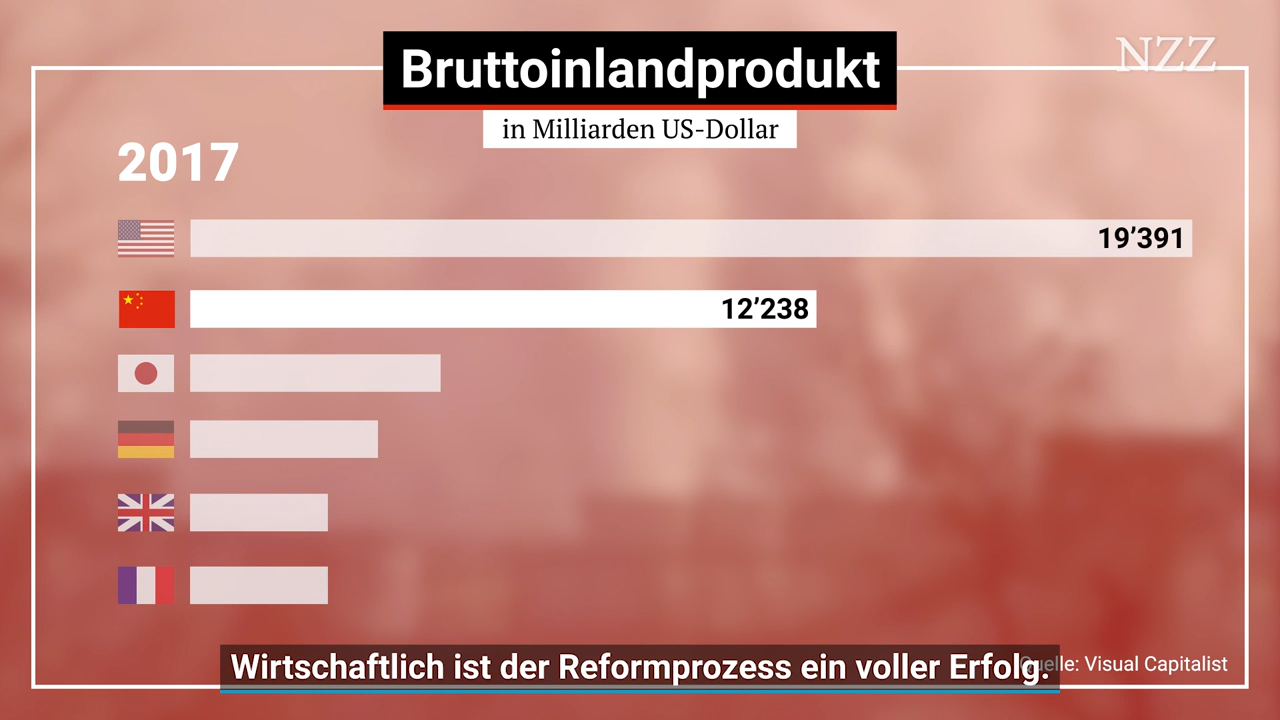 NZZ
Bruttoinlandprodukt
in Milliarden US-Dollar
2017
19’391
12’238
Wirtschaftlich ist der Reformprozess ein voller Erfolg.
Quelle: Visual Capitalist